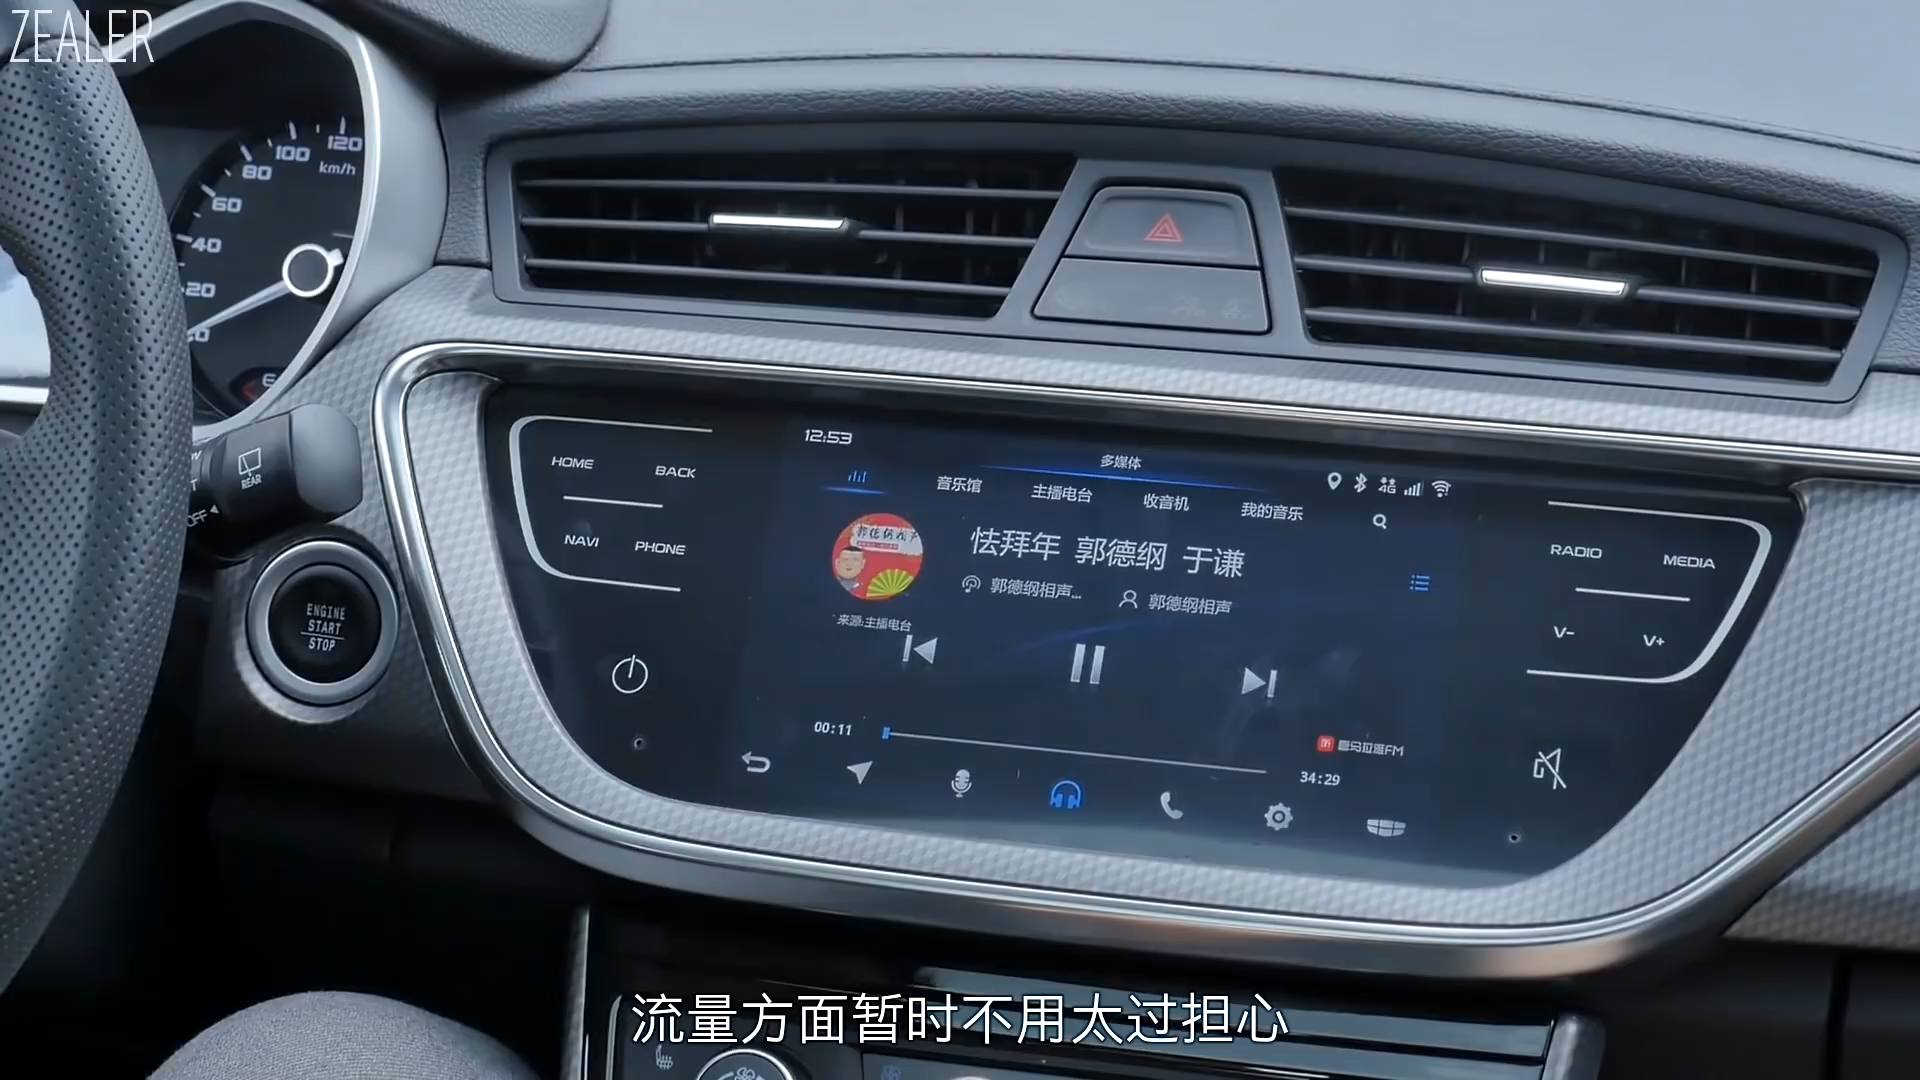 ZEALER
120
100
km/h
80
60
40
20
REAR
OFF
ENGINE
START
STOP
HOME
BACK
NAVI
PHONE
12:53
多媒体
音乐馆
主播电台
收音机
我的音乐
4G
怯拜年 郭德纲 于谦
郭德纲相声...
郭德纲相声
来源:主播电台
00:11
34:29
喜马拉雅FM
RADIO
MEDIA
V-
V+
流量方面暂时不用太过担心